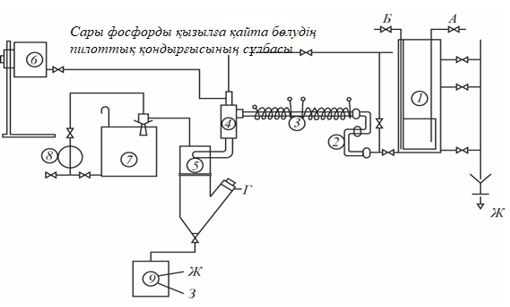 Сары фосфорды қызылға қайта бөлудің
пилоттық қондырғысының сұлбасы
Б
А
6
1
4
3
2
8
7
5
Г
Ж
9
Ж
З